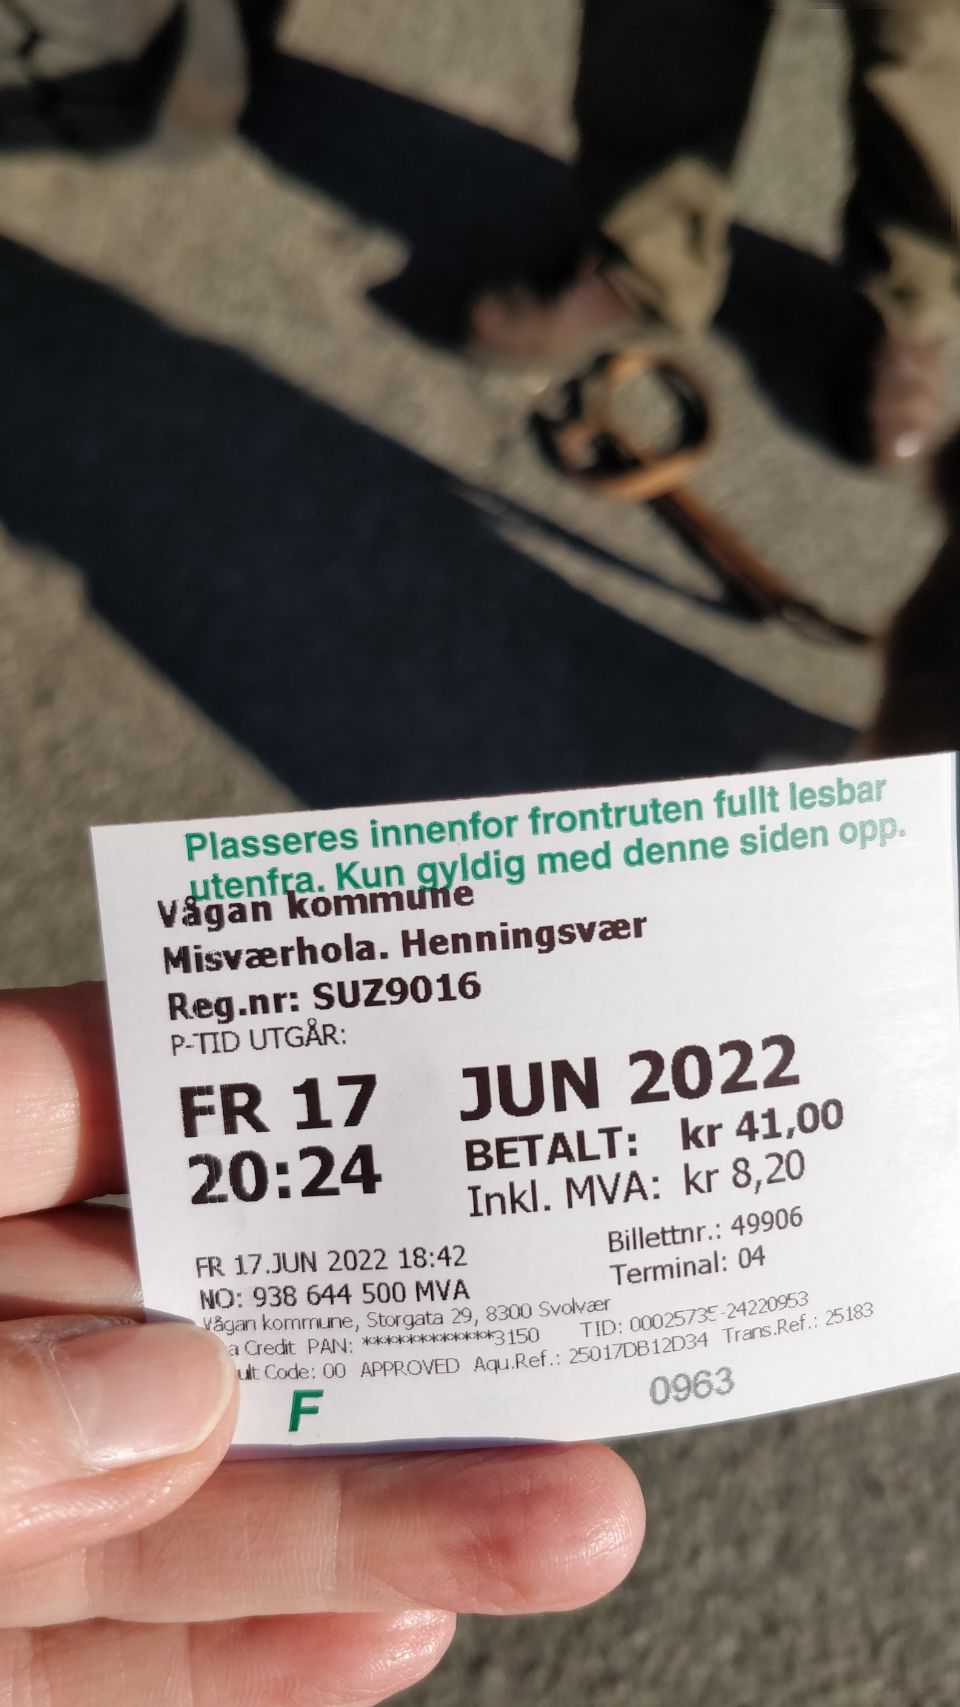 Plasseres innenfor frontruten fullt lesbar
utenfra. Kun gyldig med denne siden opp.
Vågan kommune
Misværhola. Henningsvær
Reg.nr: SUZ9016
P-TID UTGÅR:
FR 17 JUN 2022
20:24 BETALT: kr 41,00
Inkl. MVA: kr 8,20
FR 17.JUN 2022 18:42 Billettnr.: 49906
NO: 938 644 500 MVA Terminal: 04
Vågan kommune, Storgata 29, 8300 Svolvær
Credit PAN: ************3150 TID: 00025735-24220953
Code: 00 APPROVED Aqu.Ref.: 25017DB12D34 Trans.Ref.: 25183
F 0963